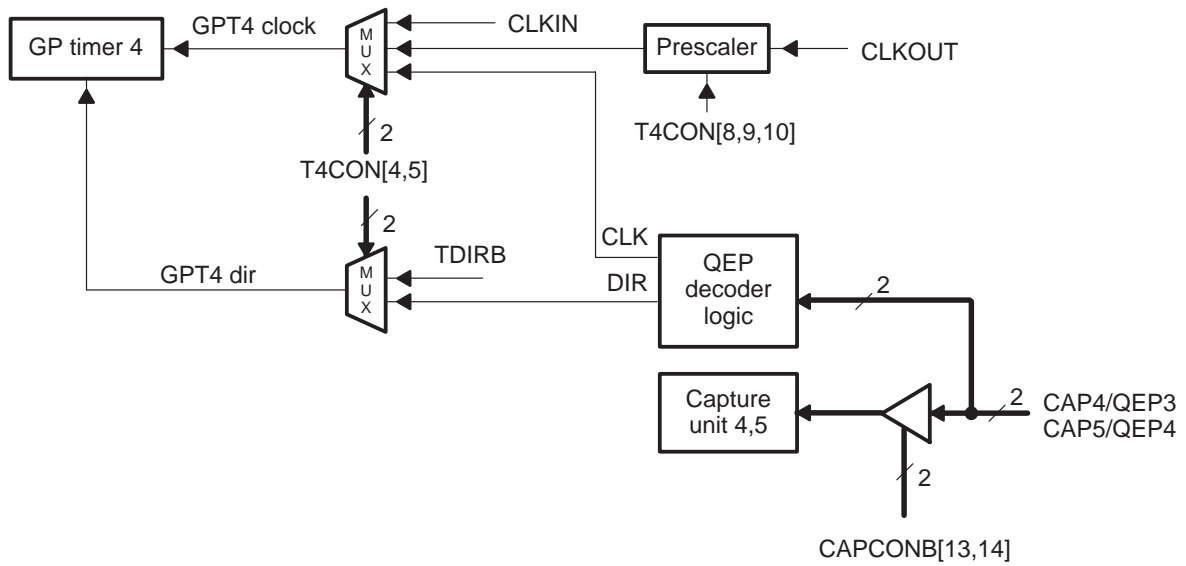 GPT4 clock
CLKIN
GP timer 4
MUX
Prescaler
CLKOUT
2
T4CON[8,9,10]
T4CON[4,5]
2
CLK
TDIRB
QEP
decoder
logic
GPT4 dir
MUX
DIR
2
Capture
unit 4,5
2
CAP4/QEP3
CAP5/QEP4
2
CAPCONB[13,14]